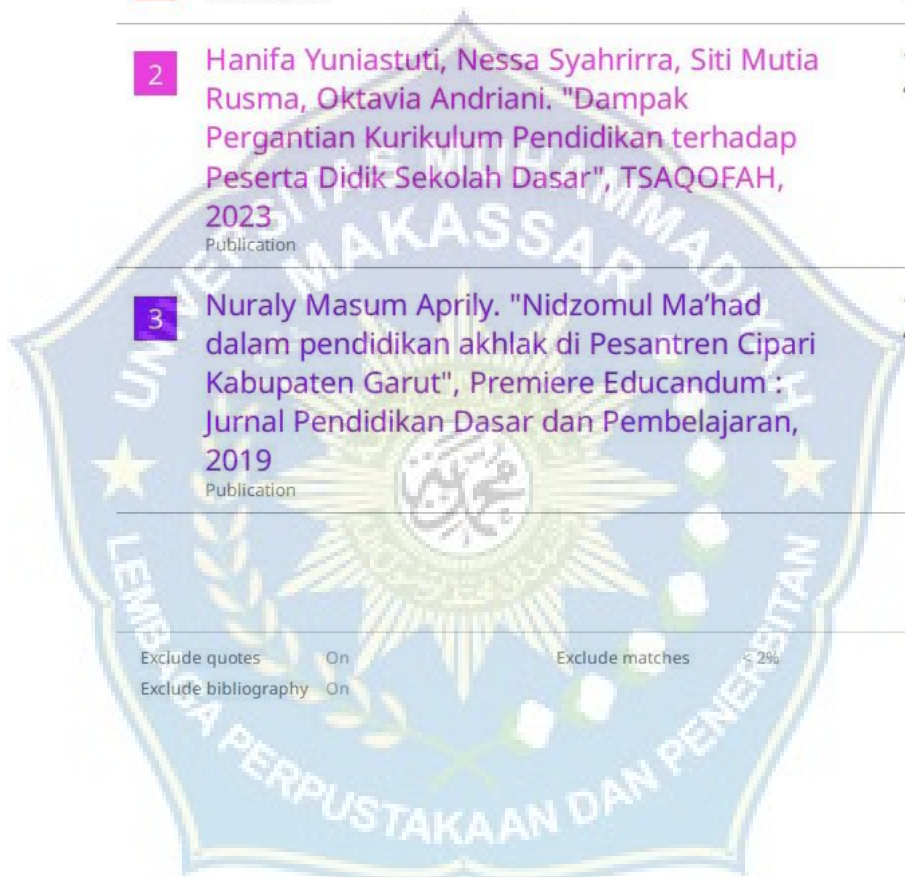 2
Hanifa Yuniastuti, Nessa Syahrirra, Siti Mutia
Rusma, Oktavia Andriani. "Dampak
Pergantian Kurikulum Pendidikan terhadap
Peserta Didik Sekolah Dasar", TSAQOFAH,
2023
Publication
3
Nuraly Masum Aprily. "Nidzomul Ma’had
dalam pendidikan akhlak di Pesantren Cipari
Kabupaten Garut", Premiere Educandum :
Jurnal Pendidikan Dasar dan Pembelajaran,
2019
Publication
Exclude quotes On
Exclude matches < 2%
Exclude bibliography On
UNIVERSITAS MUHAMMADIYAH
MAKASSAR
LEMBAGA PERPUSTAKAAN DAN PENERBITAN